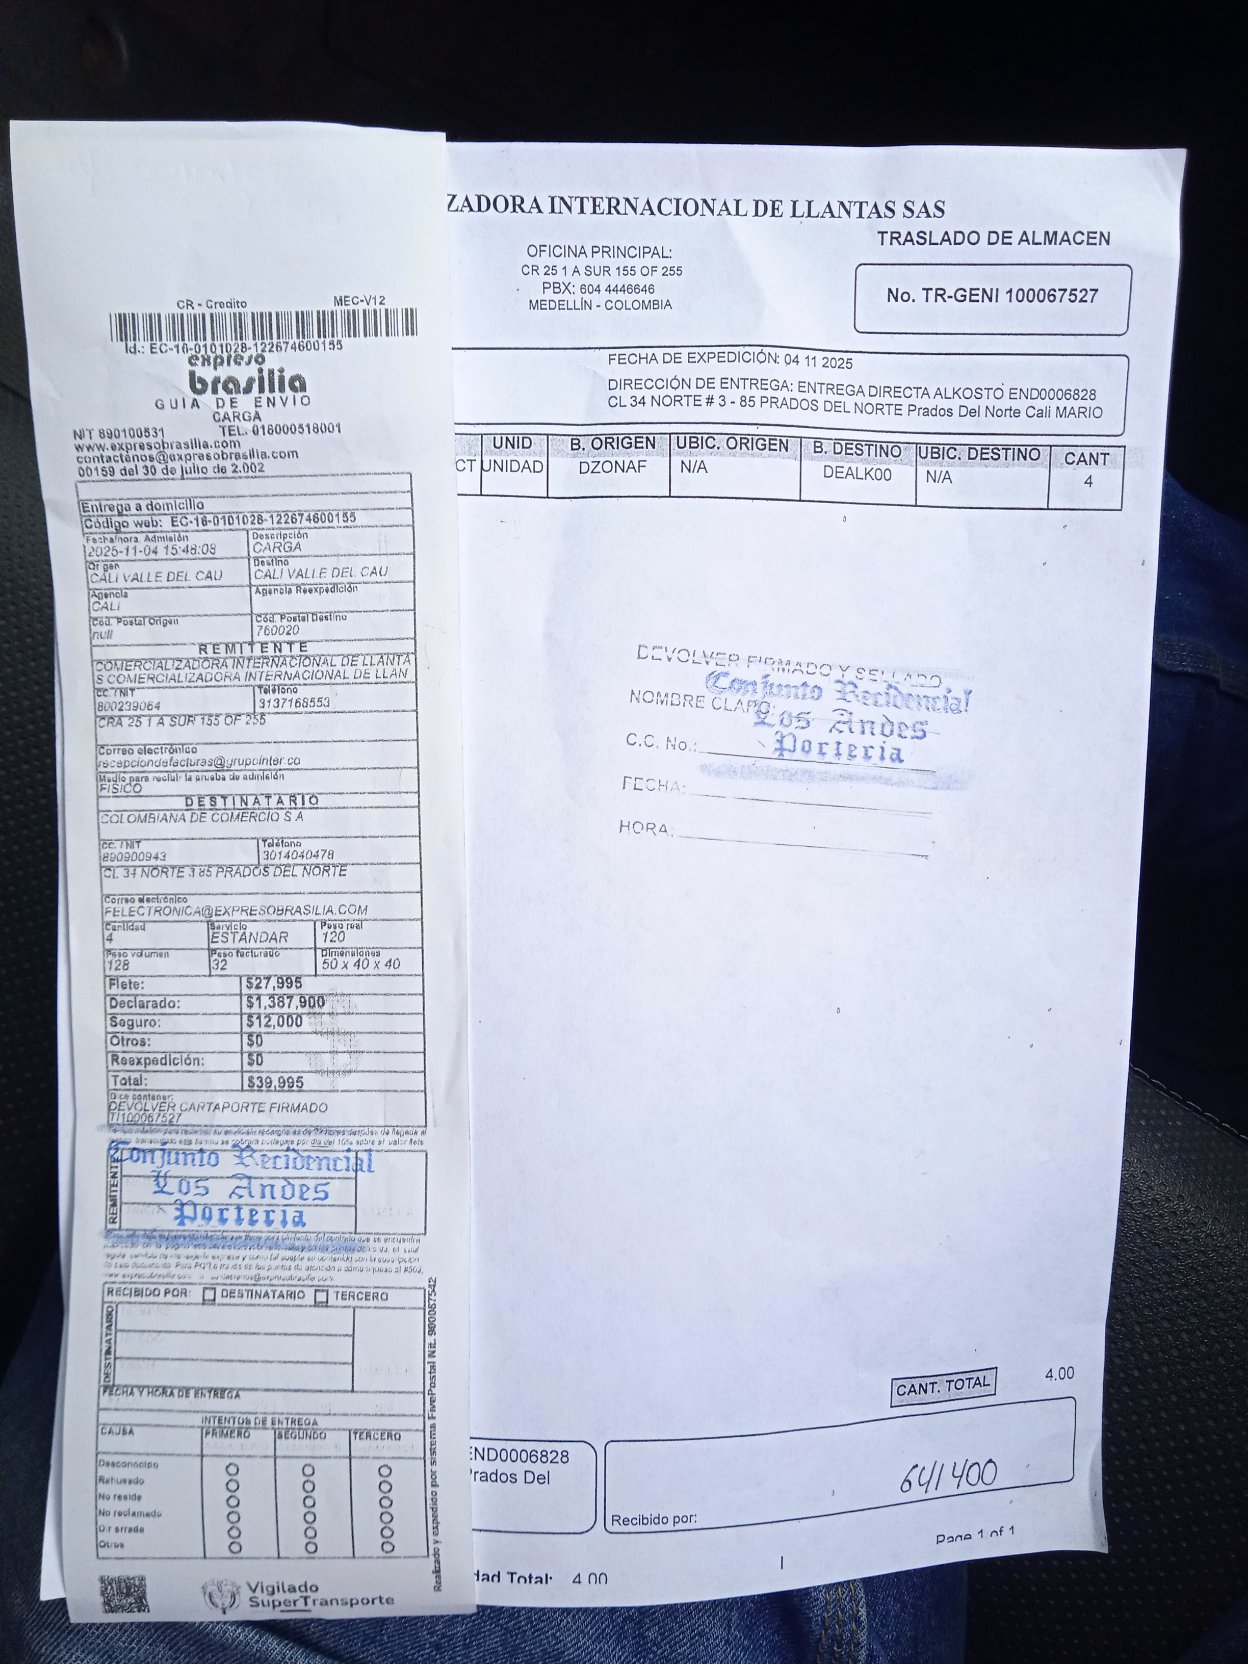 CR - Credito MEC-V12
Id.: EC-16-0101028-122674600155
expreso
brasilia
GUIA DE ENVIO
CARGA
NIT 890100531 TEL. 018000518001
www.expresobrasilia.com
contactenos@expresobrasilia.com
00159 del 30 de julio de 2.002
Entrega a domicilio
Código web: EC-16-0101028-122674600155
Fecha/hora. Admisión Descripción
2025-11-04 15:48:08 CARGA
Origen Destino
CALI VALLE DEL CAU CALI VALLE DEL CAU
Agencia Agencia Reexpedición
CALI
Cód. Postal Origen Cód. Postal Destino
null 760020
REMITENTE
COMERCIALIZADORA INTERNACIONAL DE LLANTA
S COMERCIALIZADORA INTERNACIONAL DE LLAN
CC. /NIT Teléfono
800239064 3137168553
CRA 25 1 A SUR 155 OF 255
Correo electrónico
recepciondefacturas@grupointer.co
Medio para recibir la prueba de admisión
FISICO
DESTINATARIO
COLOMBIANA DE COMERCIO S A
CC. /NIT Teléfono
890900943 3014040478
CL 34 NORTE 3 85 PRADOS DEL NORTE
Correo electrónico
FELECTRONICA@EXPRESOBRASILIA.COM
Cantidad Servicio Peso real
4 ESTANDAR 120
Peso volumen Peso facturado Dimensiones
128 32 50 x 40 x 40
Flete: $27,995
Declarado: $1,387,900
Seguro: $12,000
Otros: $0
Reexpedición: $0
Total: $39,995
Dice contener:
DEVOLVER CARTAPORTE FIRMADO
TI100067527
REMITENTE
Conjunto Recidencial
Los Andes
Porteria
RECIBIDO POR: DESTINATARIO TERCERO
DESTINATARIO
FECHA Y HORA DE ENTREGA
INTENTOS DE ENTREGA
CAUSA PRIMERO SEGUNDO TERCERO
Desconocido
Rehusado
No reside
No reclamado
Dir errada
Otros
Realizado y expedido por sistema FivePostal Nit. 900087542
Vigilado
SuperTransporte
ZADORA INTERNACIONAL DE LLANTAS SAS
TRASLADO DE ALMACEN
OFICINA PRINCIPAL:
CR 25 1 A SUR 155 OF 255
PBX: 604 4446646
MEDELLÍN - COLOMBIA
No. TR-GENI 100067527
FECHA DE EXPEDICIÓN: 04 11 2025
DIRECCIÓN DE ENTREGA: ENTREGA DIRECTA ALKOSTO END0006828
CL 34 NORTE # 3 - 85 PRADOS DEL NORTE Prados Del Norte Cali MARIO
UNID B. ORIGEN UBIC. ORIGEN B. DESTINO UBIC. DESTINO CANT
CT UNIDAD DZONAF N/A DEALK00 N/A 4
DEVOLVER FIRMADO Y SELLADO
NOMBRE CLARO:
C.C. No.:
FECHA:
HORA:
Conjunto Recidencial
Los Andes
Porteria
CANT. TOTAL 4.00
END0006828
Prados Del
641400
Recibido por:
Page 1 of 1
dad Total: 4.00